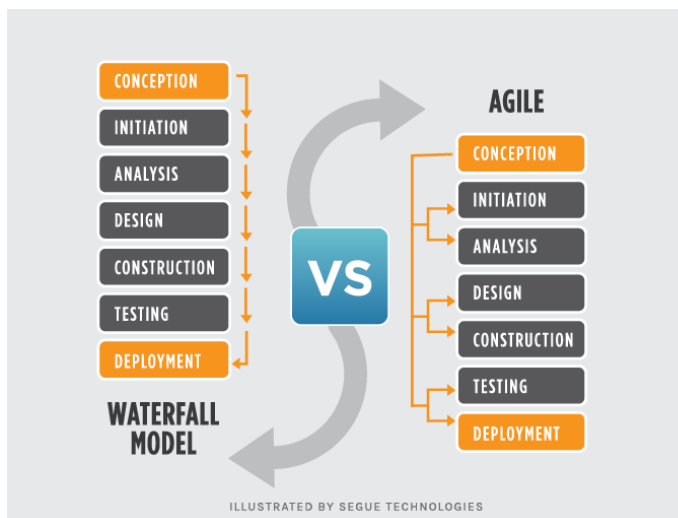 CONCEPTION
INITIATION
ANALYSIS
DESIGN
CONSTRUCTION
TESTING
DEPLOYMENT
WATERFALL
MODEL
VS
AGILE
CONCEPTION
INITIATION
ANALYSIS
DESIGN
CONSTRUCTION
TESTING
DEPLOYMENT
ILLUSTRATED BY SEGUE TECHNOLOGIES